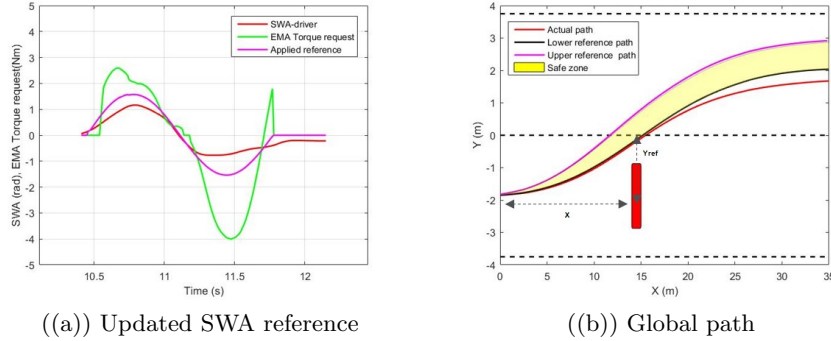 SWA-driver
EMA Torque request
Applied reference
5
4
3
2
1
0
-1
-2
-3
-4
-5
SWA (rad), EMA Torque request(Nm)
10.5
11
11.5
12
Time (s)
((a)) Updated SWA reference
Actual path
Lower reference path
Upper reference path
Safe zone
4
3
2
1
0
-1
-2
-3
-4
Y (m)
Yref
X
0
5
10
15
20
25
30
35
X (m)
((b)) Global path